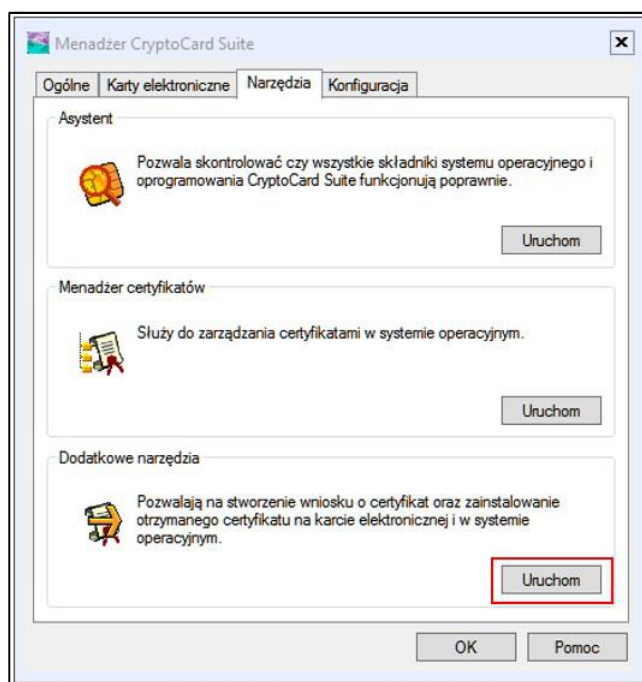 Menadżer CryptoCard Suite
Ogólne Karty elektroniczne Narzędzia Konfiguracja
Asystent
Pozwala skontrolować czy wszystkie składniki systemu operacyjnego i
oprogramowania CryptoCard Suite funkcjonują poprawnie.
Uruchom
Menadżer certyfikatów
Służy do zarządzania certyfikatami w systemie operacyjnym.
Uruchom
Dodatkowe narzędzia
Pozwalają na stworzenie wniosku o certyfikat oraz zainstalowanie
otrzymanego certyfikatu na karcie elektronicznej i w systemie
operacyjnym.
Uruchom
OK Pomoc